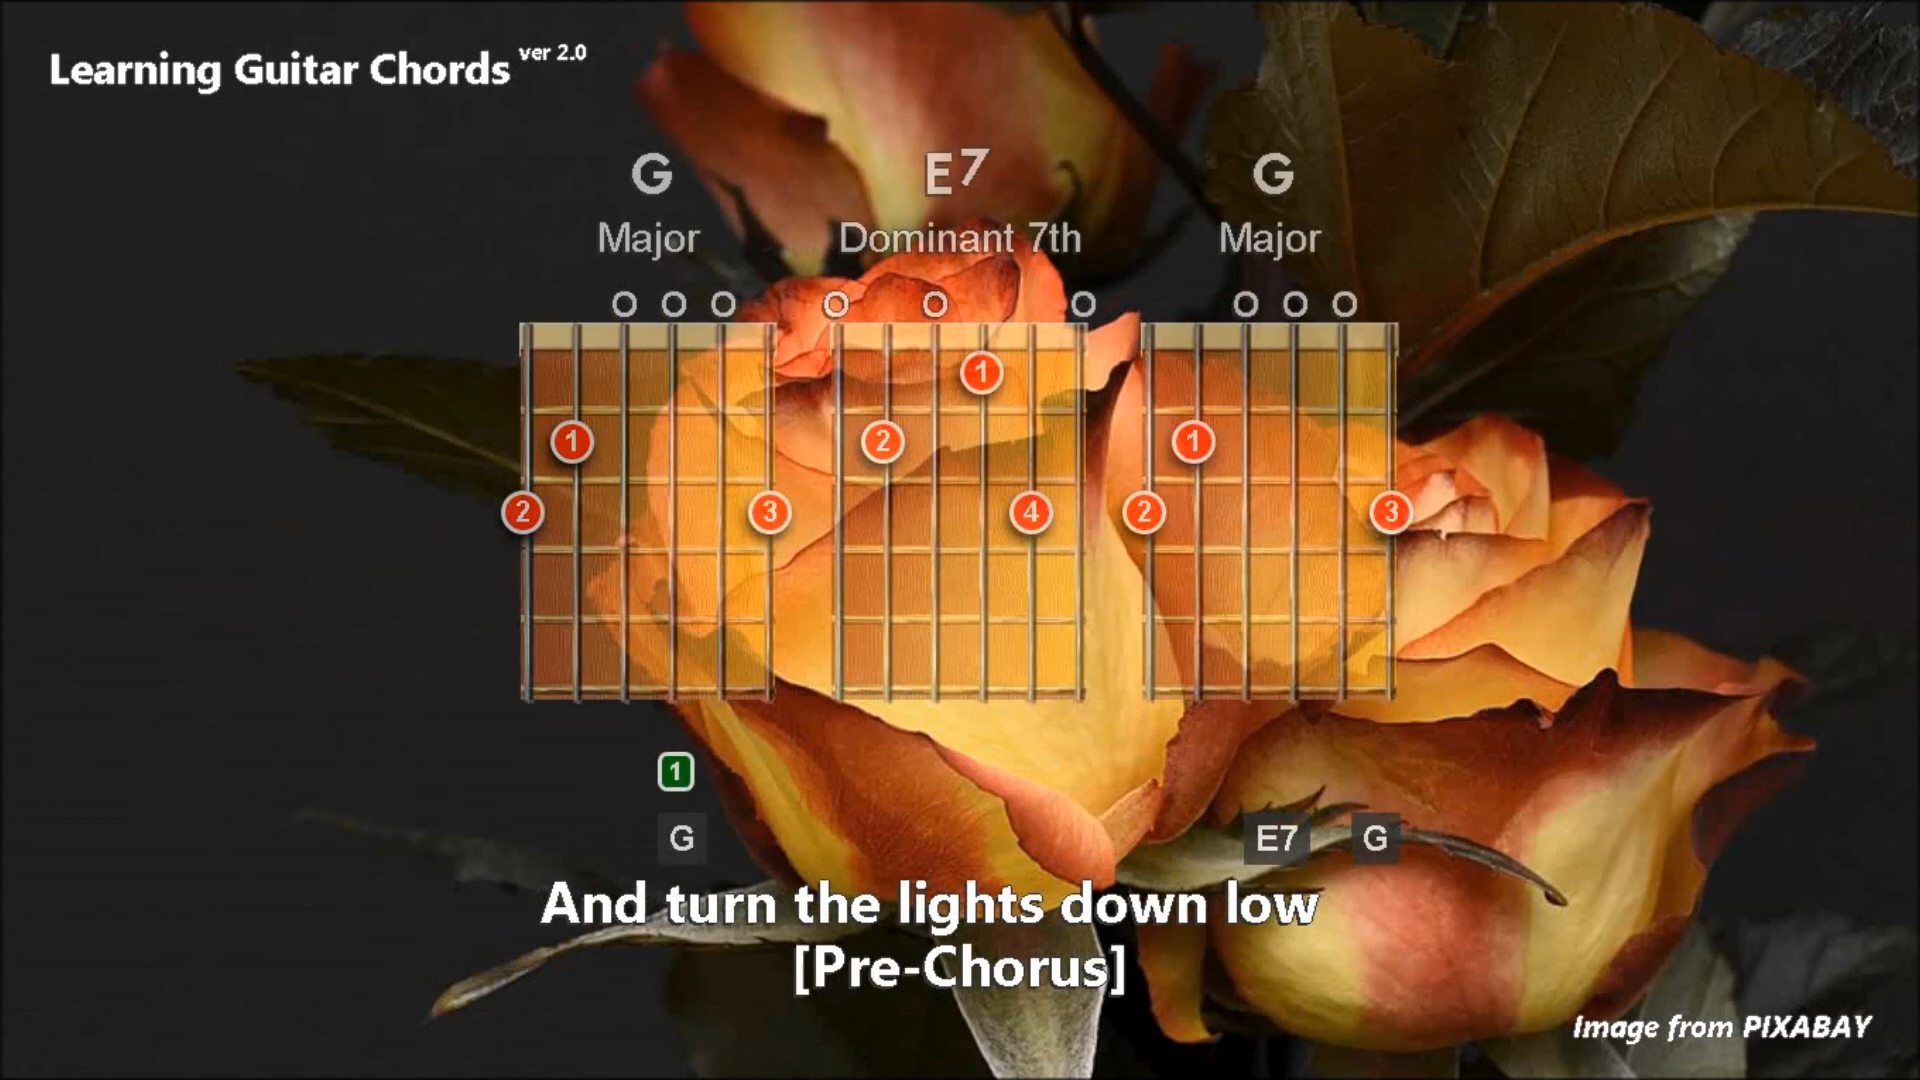 Learning Guitar Chords ver 2.0
G E7 G
Major Dominant 7th Major
1
1 2 1
2 3 4 2 3
1
G E7 G
And turn the lights down low
[Pre-Chorus]
Image from PIXABAY